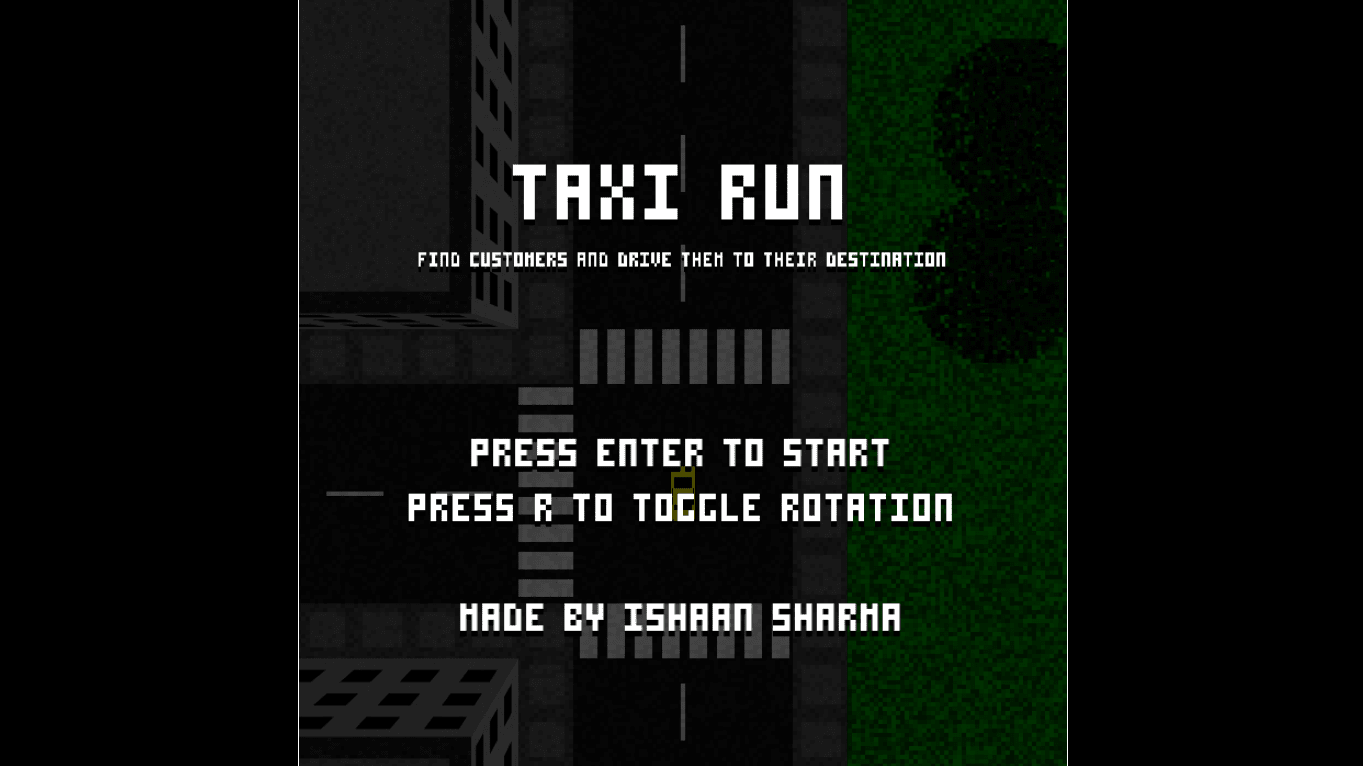 TAXI RUN
FIND CUSTOMERS AND DRIVE THEM TO THEIR DESTINATION
PRESS ENTER TO START
PRESS R TO TOGGLE ROTATION
MADE BY ISHAAN SHARMA